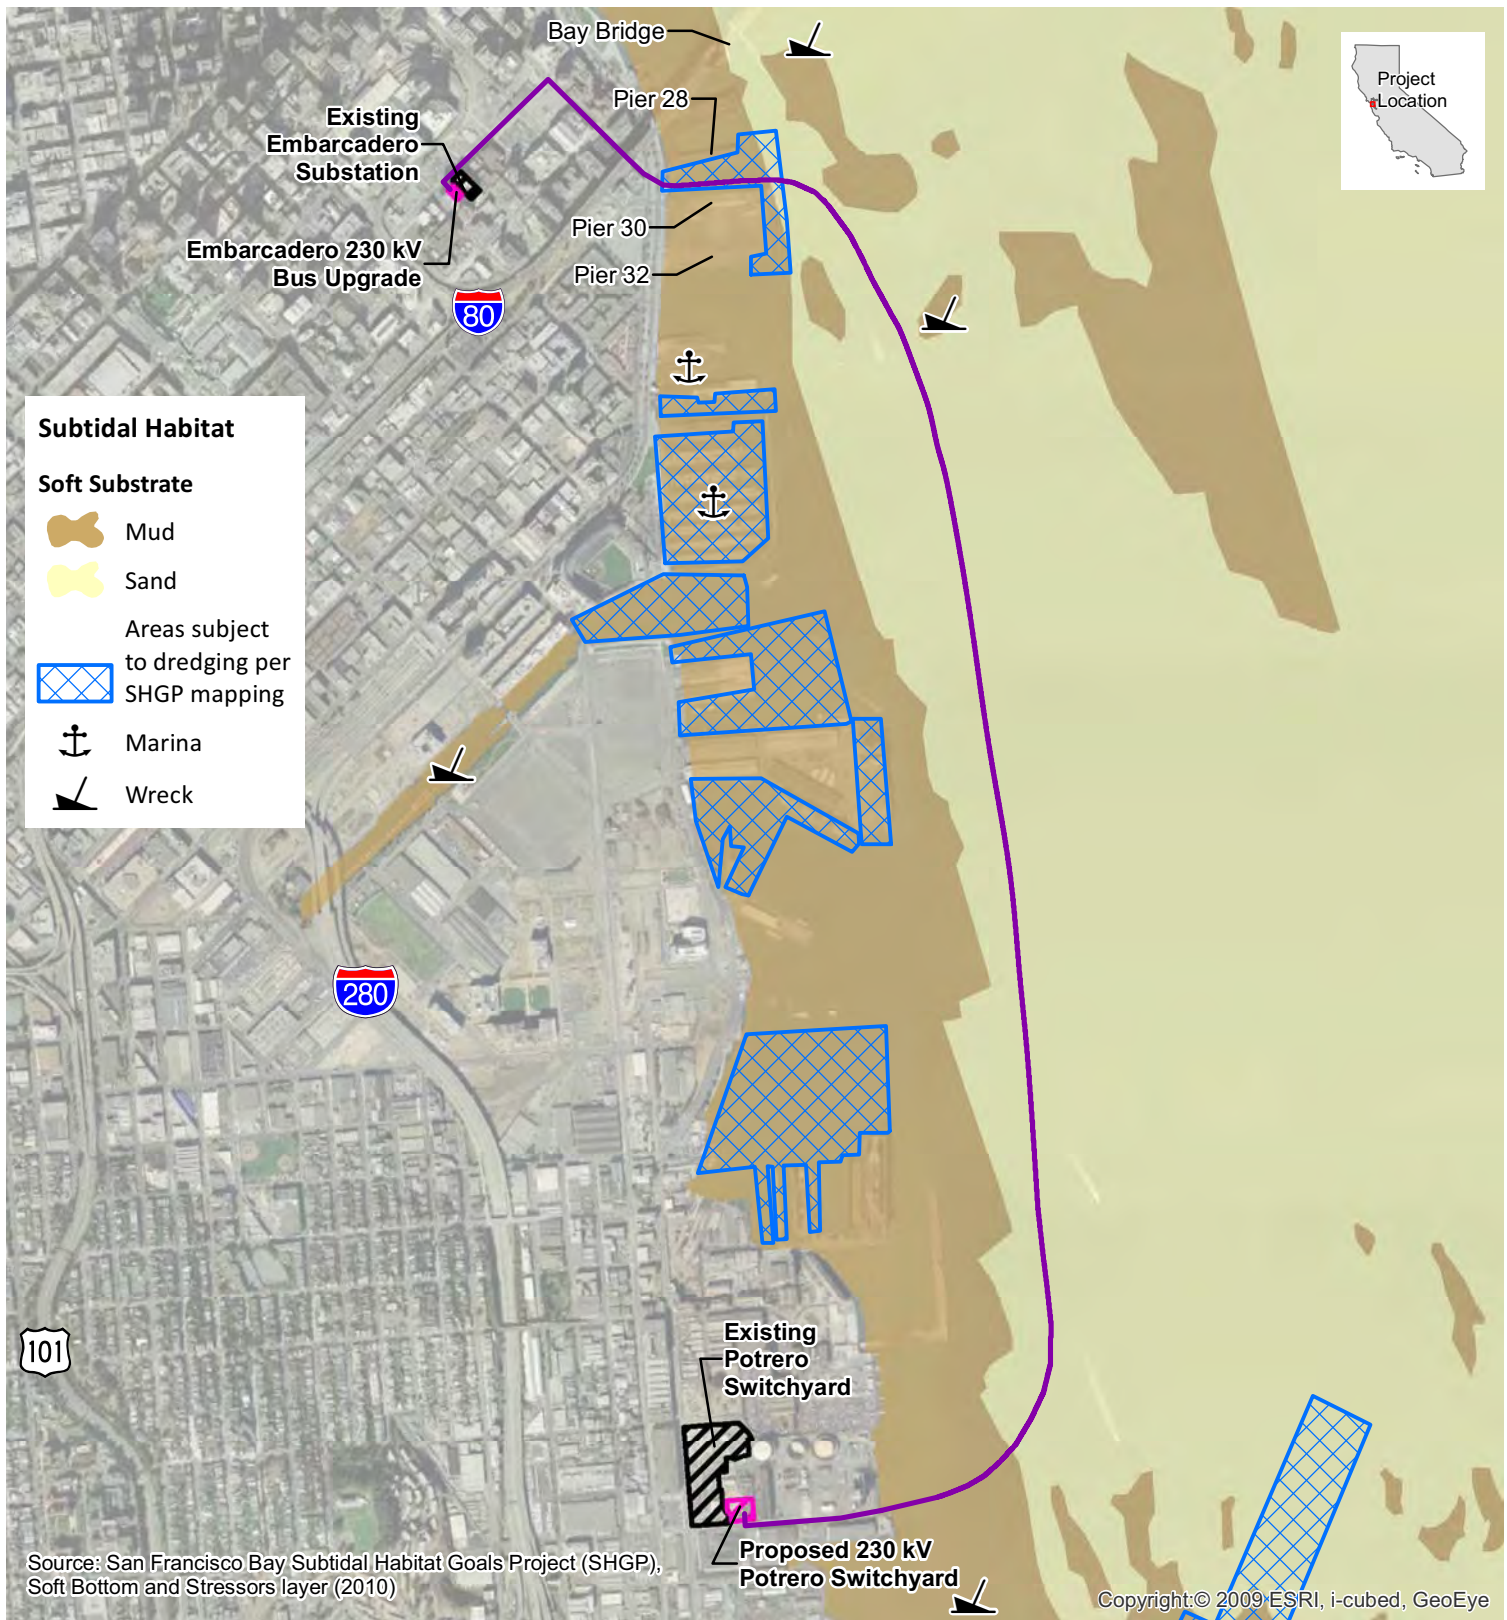 Bay Bridge
Pier 28
Project
Location
Existing
Embarcadero
Substation
Pier 30
Embarcadero 230 kV
Bus Upgrade
Pier 32
80
Subtidal Habitat
Soft Substrate
Mud
Sand
Areas subject
to dredging per
SHGP mapping
Marina
Wreck
280
101
Existing
Potrero
Switchyard
Proposed 230 kV
Potrero Switchyard
Source: San Francisco Bay Subtidal Habitat Goals Project (SHGP),
Soft Bottom and Stressors layer (2010)
Copyright:© 2009 ESRI, i-cubed, GeoEye